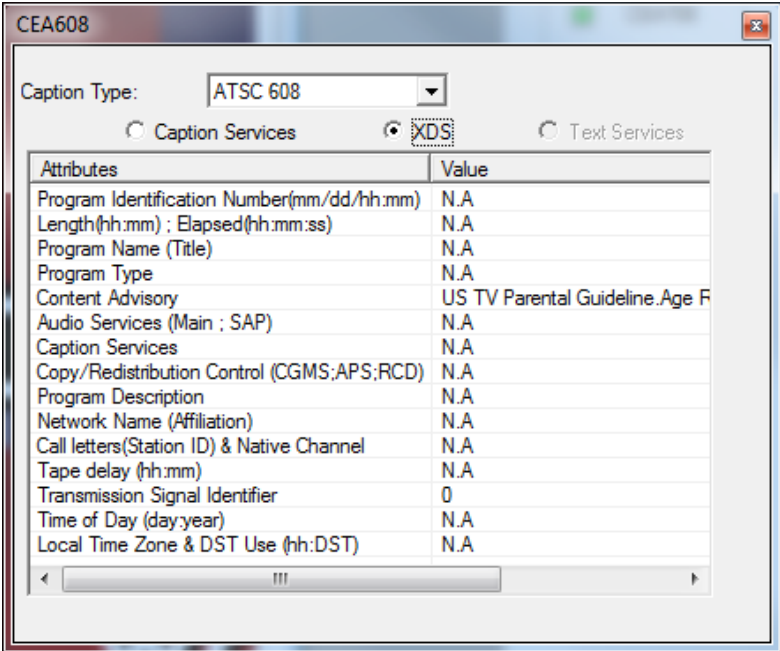 CEA608
Caption Type: ATSC 608
Caption Services XDS Text Services
Attributes Value
Program Identification Number(mm/dd/hh:mm) N.A
Length(hh:mm) ; Elapsed(hh:mm:ss) N.A
Program Name (Title) N.A
Program Type N.A
Content Advisory US TV Parental Guideline.Age R
Audio Services (Main ; SAP) N.A
Caption Services N.A
Copy/Redistribution Control (CGMS;APS;RCD) N.A
Program Description N.A
Network Name (Affiliation) N.A
Call letters(Station ID) & Native Channel N.A
Tape delay (hh:mm) N.A
Transmission Signal Identifier 0
Time of Day (day:year) N.A
Local Time Zone & DST Use (hh:DST) N.A